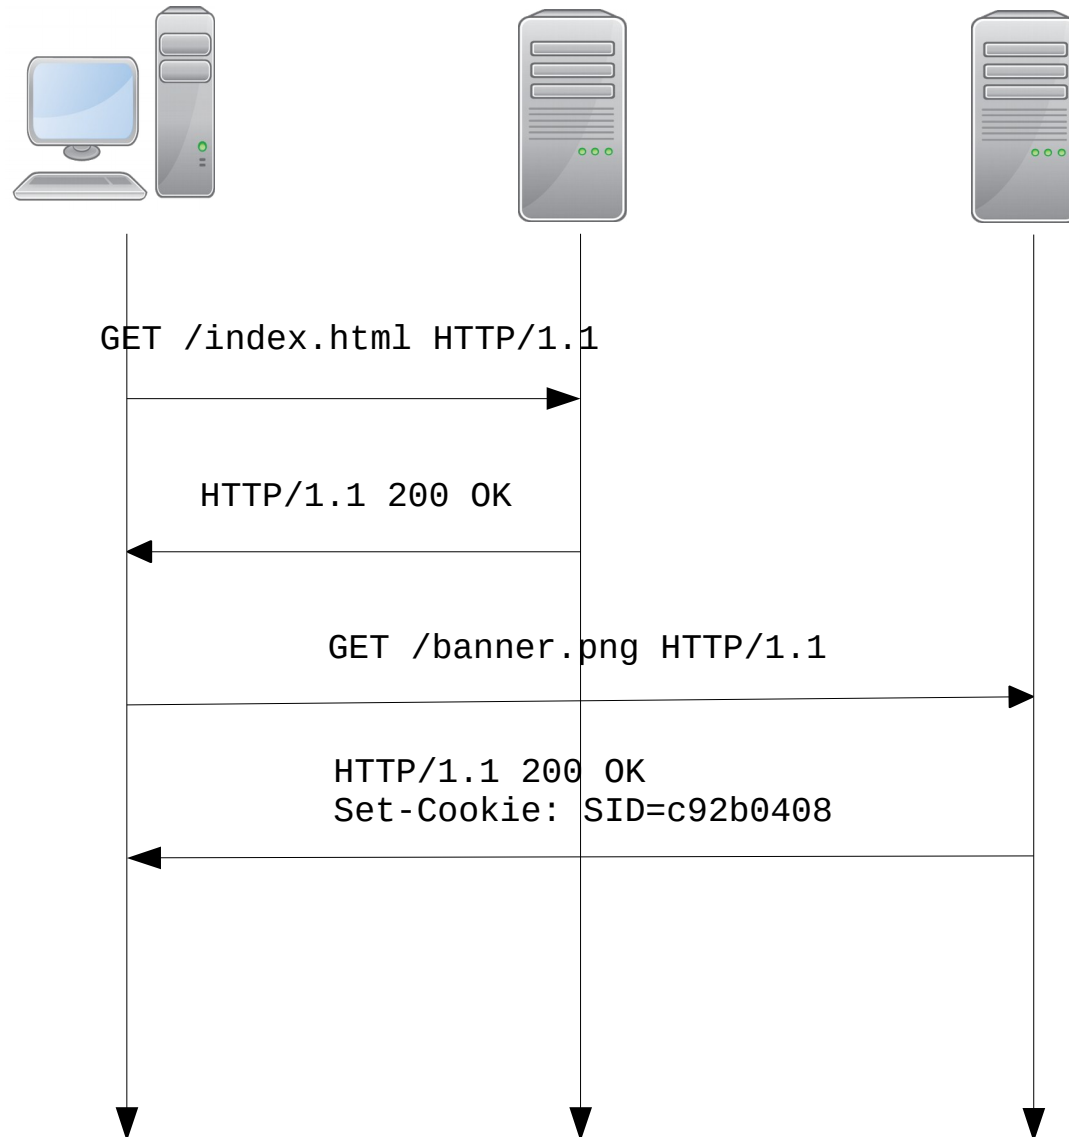 GET /index.html HTTP/1.1
HTTP/1.1 200 OK
GET /banner.png HTTP/1.1
HTTP/1.1 200 OK
Set-Cookie: SID=c92b0408